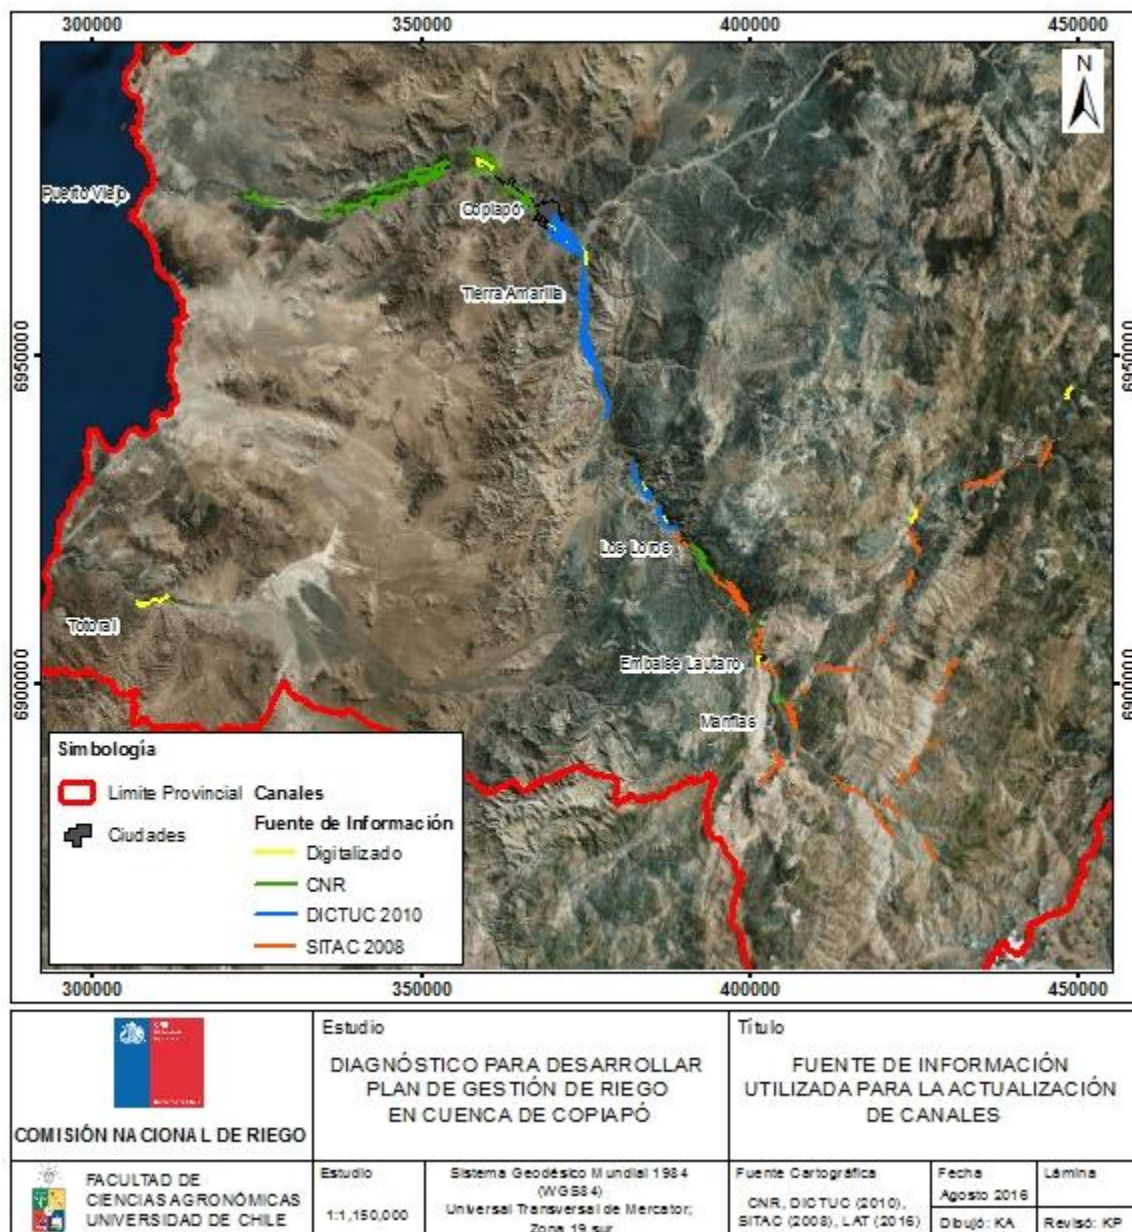 300000 350000 400000 450000
N
Puerto Viejo
Copiapó
Tierra Amarilla
6950000 6950000
Los Loros
Totoral
Embalse Lautaro
6900000 6900000
Manflas
Simbología
Limite Provincial
Ciudades
Canales
Fuente de Información
Digitalizado
CNR
DICTUC 2010
SITAC 2008
300000 350000 400000 450000
COMISIÓN NACIONAL DE RIEGO
Estudio
DIAGNÓSTICO PARA DESARROLLAR
PLAN DE GESTIÓN DE RIEGO
EN CUENCA DE COPIAPÓ
Título
FUENTE DE INFORMACIÓN
UTILIZADA PARA LA ACTUALIZACIÓN
DE CANALES
FACULTAD DE
CIENCIAS AGRONÓMICAS
UNIVERSIDAD DE CHILE
Estudio
1:1,150,000
Sistema Geodésico Mundial 1984
(WGS84)
Universal Transversal de Mercator;
Zona 19 sur
Fuente Cartográfica
CNR, DICTUC (2010),
SITAC (2008), LAT (2016)
Fecha
Agosto 2016
Lámina
Dibujó: KA
Revisó: KP